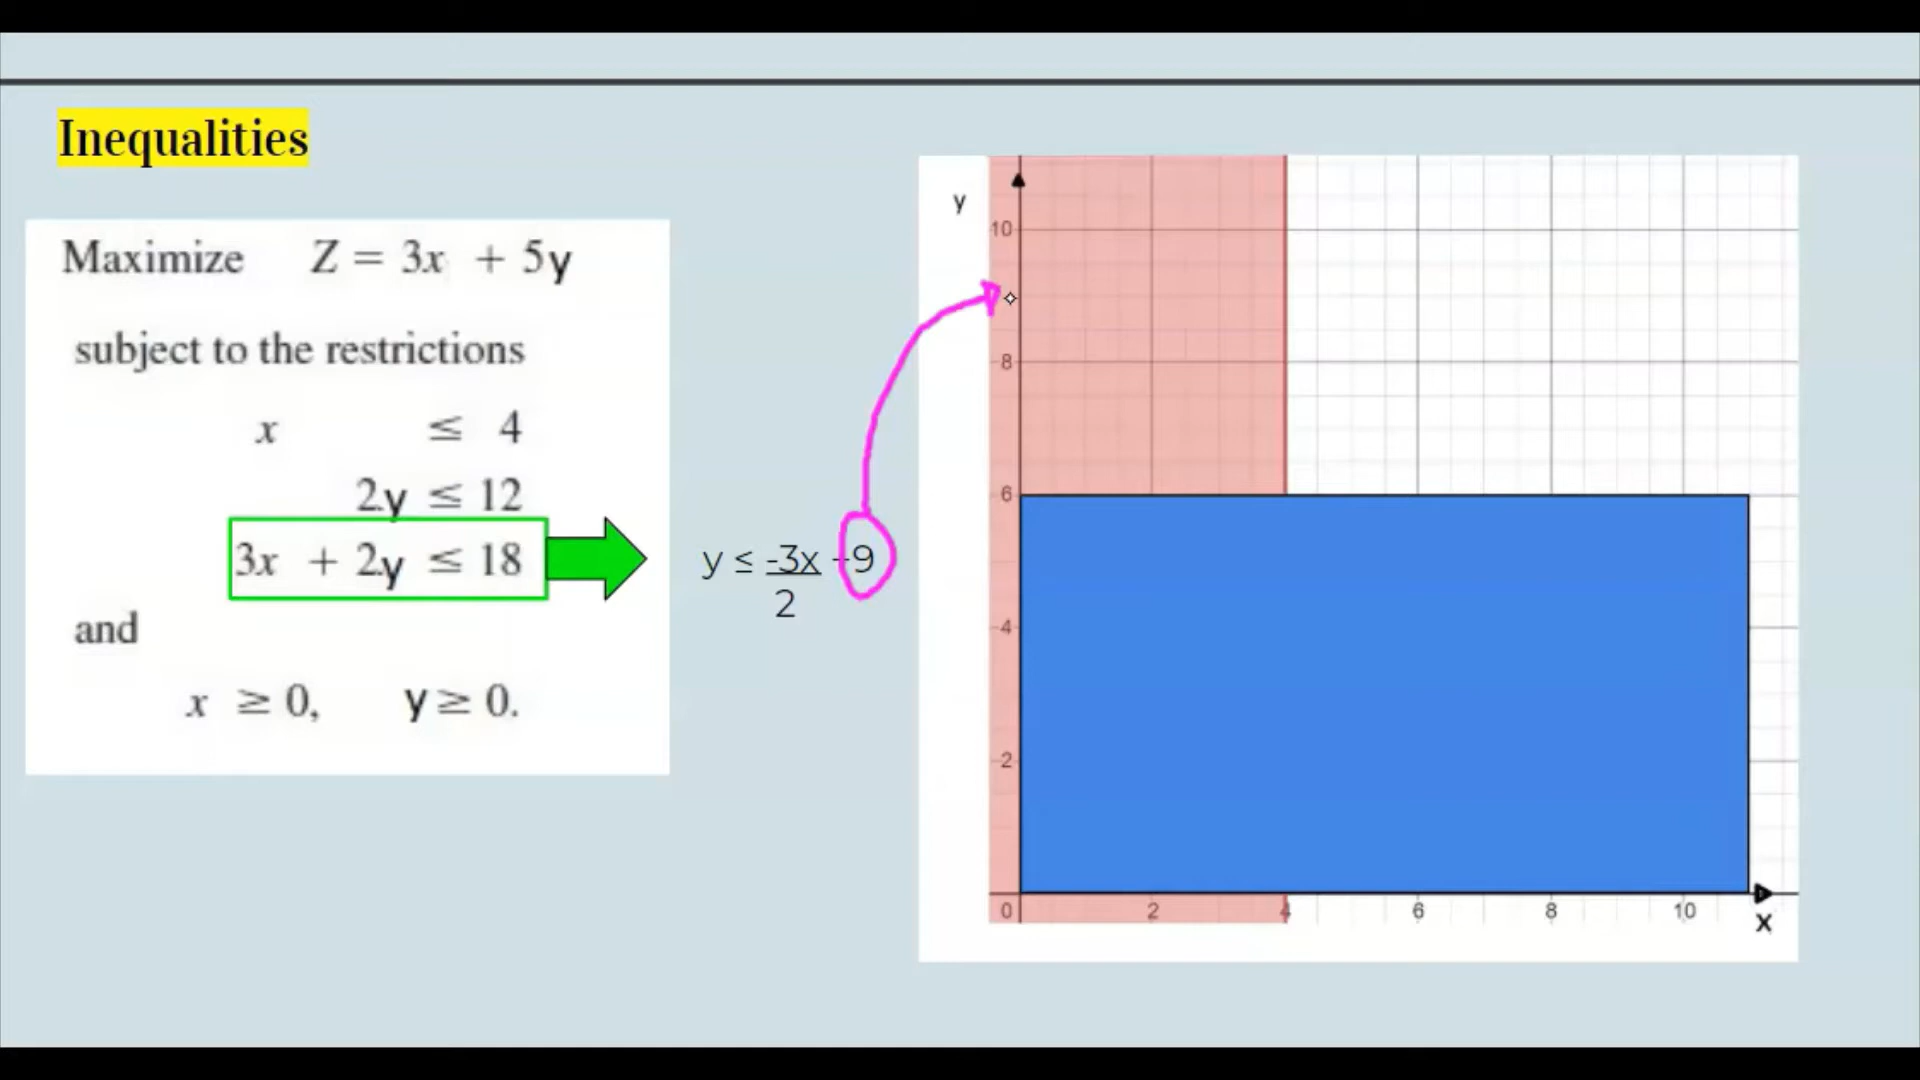 Inequalities
Maximize Z = 3x + 5y
subject to the restrictions
x ≤ 4
2y ≤ 12
3x + 2y ≤ 18
and
x ≥ 0, y ≥ 0.
y ≤ -3x +9
2
y
10
8
6
4
2
0 2 4 6 8 10
x